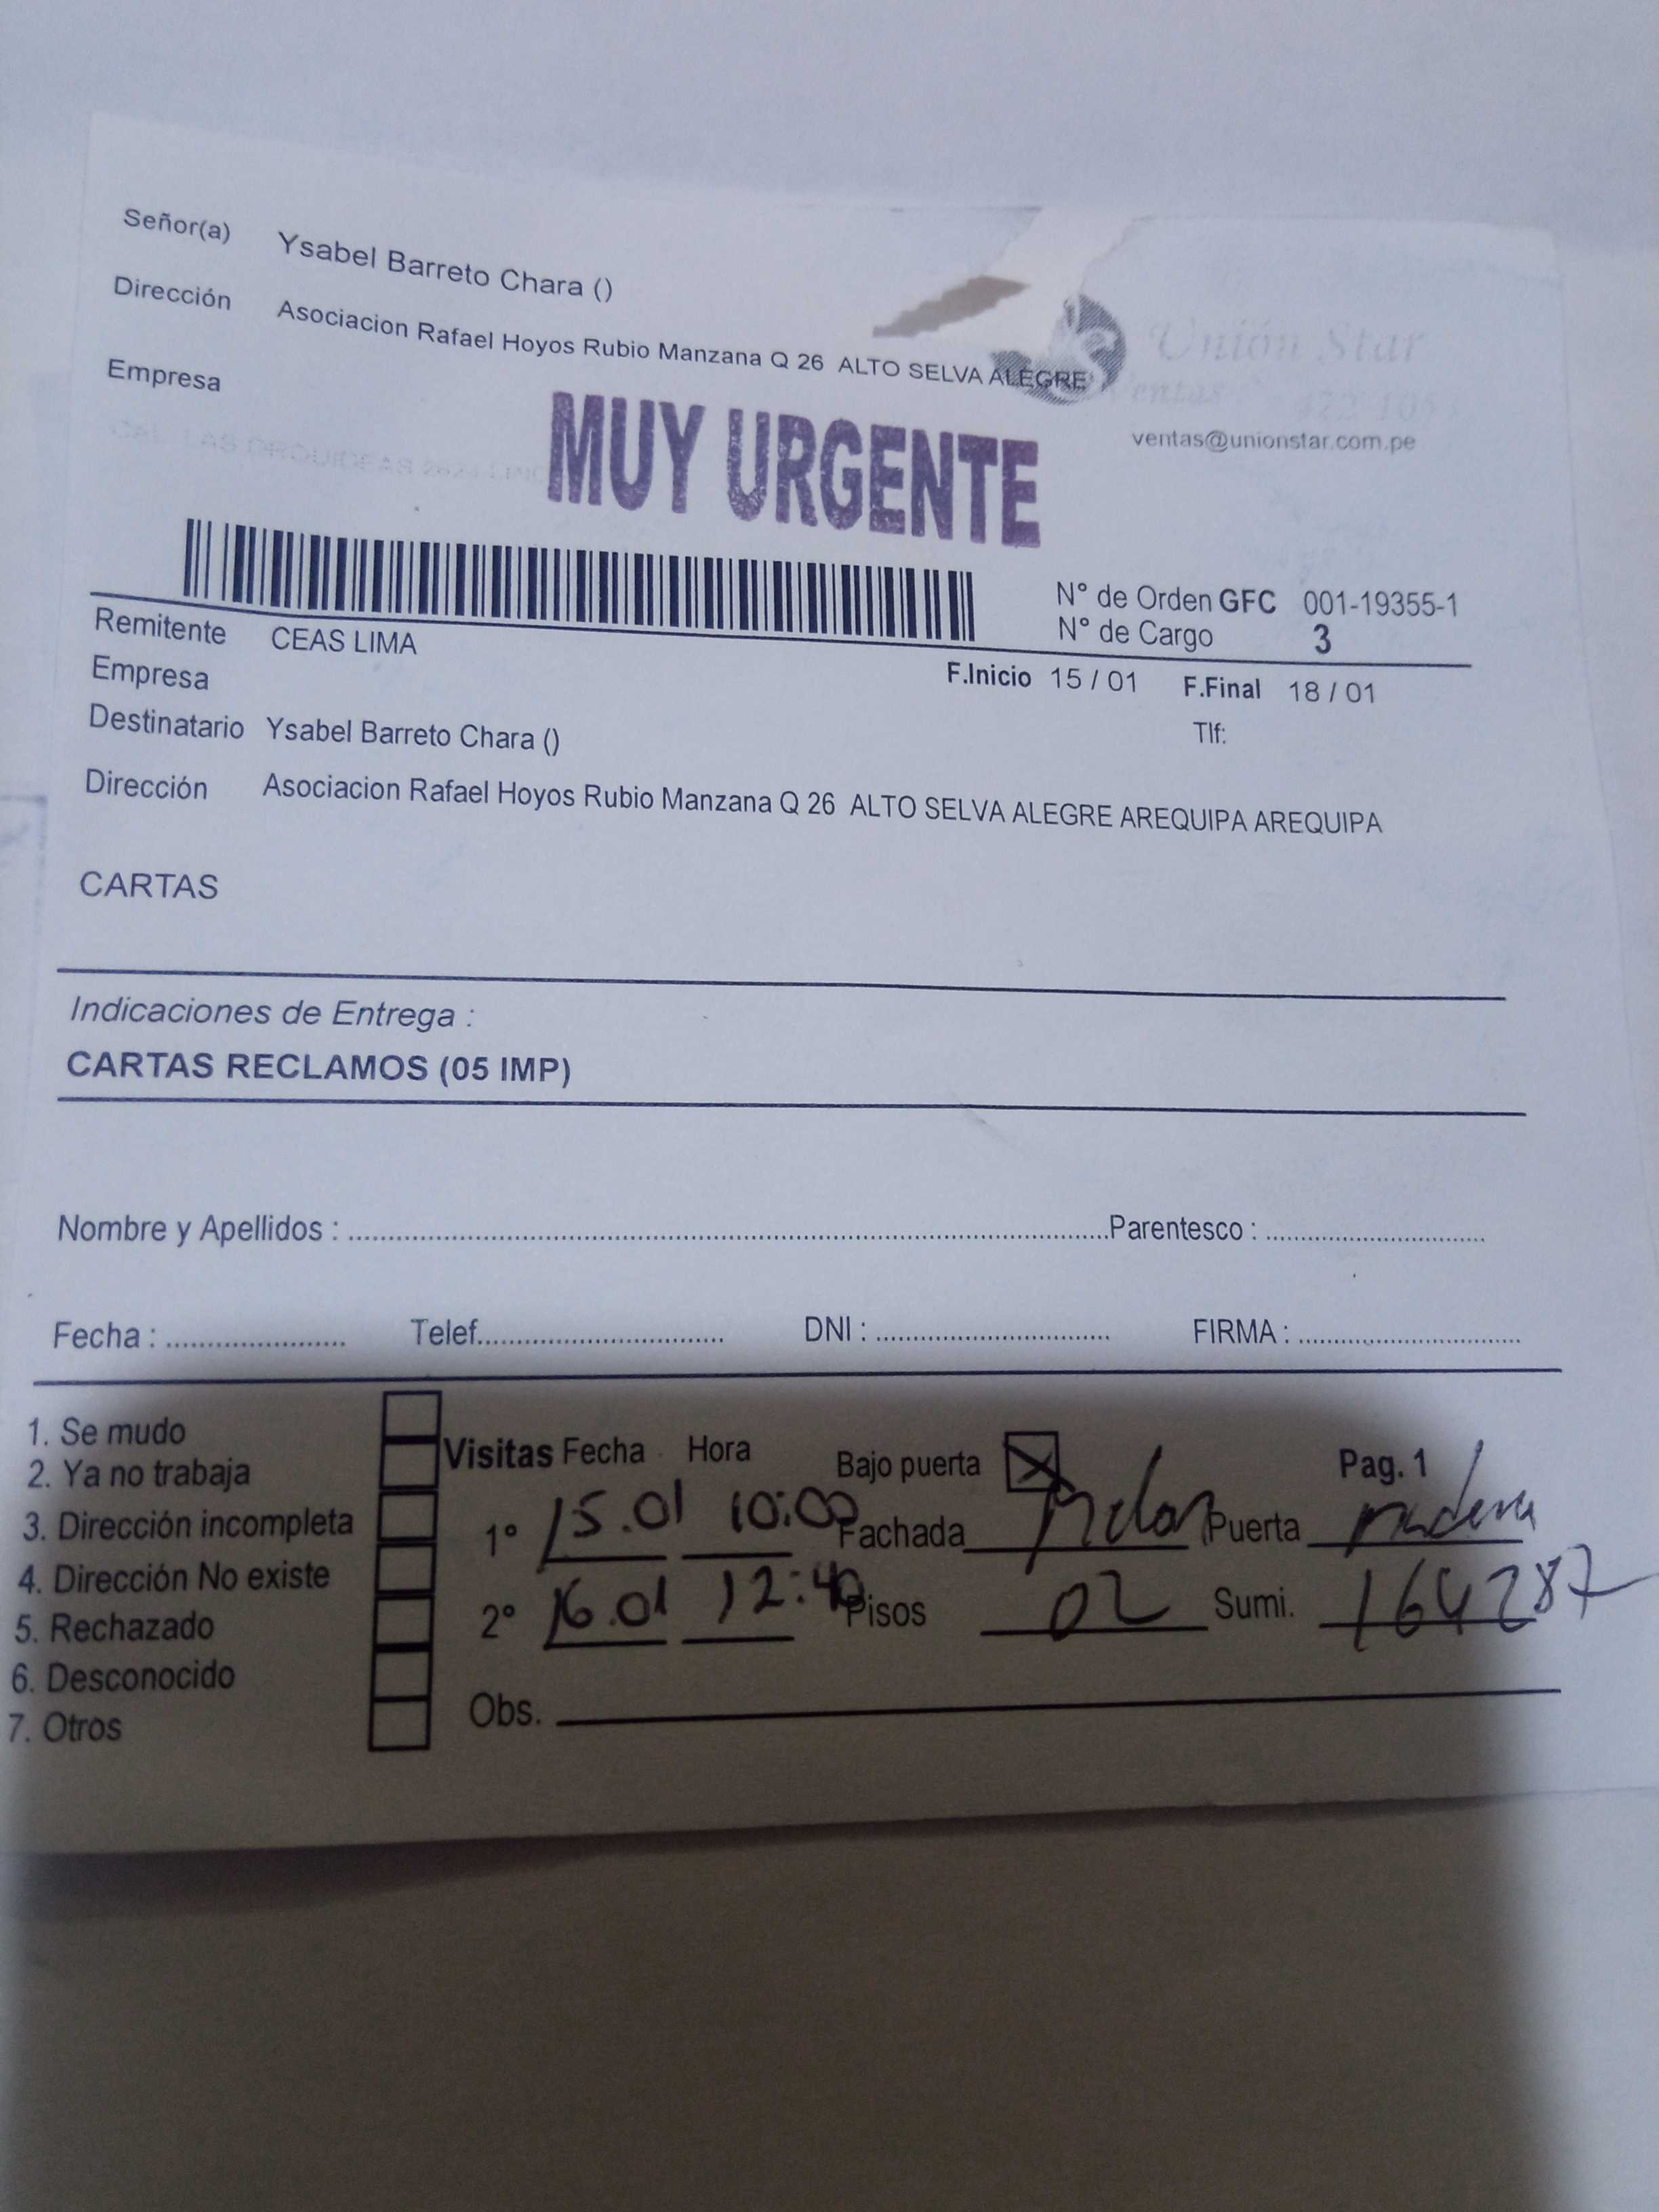 Señor(a) Ysabel Barreto Chara ()
Dirección Asociacion Rafael Hoyos Rubio Manzana Q 26 ALTO SELVA ALEGRE
Empresa
Unión Star
Ventas 422 105
ventas@unionstar.com.pe
MUY URGENTE
N° de Orden GFC 001-19355-1
N° de Cargo 3
Remitente CEAS LIMA
Empresa
F.Inicio 15 / 01 F.Final 18 / 01
Destinatario Ysabel Barreto Chara ()
Tlf:
Dirección Asociacion Rafael Hoyos Rubio Manzana Q 26 ALTO SELVA ALEGRE AREQUIPA AREQUIPA
CARTAS
Indicaciones de Entrega :
CARTAS RECLAMOS (05 IMP)
Nombre y Apellidos : Parentesco :
Fecha : Telef. DNI : FIRMA :
1. Se mudo
2. Ya no trabaja
3. Dirección incompleta
4. Dirección No existe
5. Rechazado
6. Desconocido
7. Otros
Visitas Fecha Hora Bajo puerta Pag. 1
1° 15.01 10:00 Fachada Puerta madera
2° 16.01 12:40 Pisos 02 Sumi. 164287
Obs.